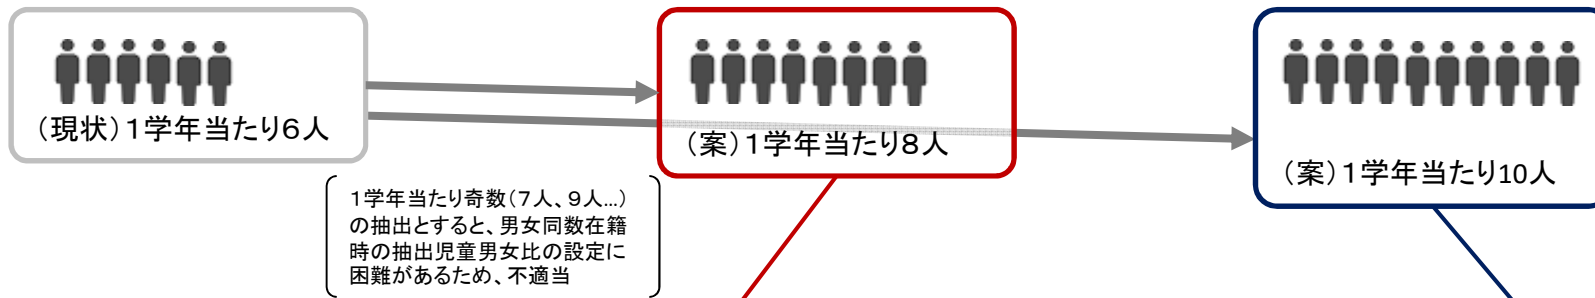 （現状）１学年当たり６人
（案）１学年当たり８人
（案）１学年当たり10人
１学年当たり奇数（７人、９人…）
の抽出とすると、男女同数在籍
時の抽出児童男女比の設定に
困難があるため、不適当